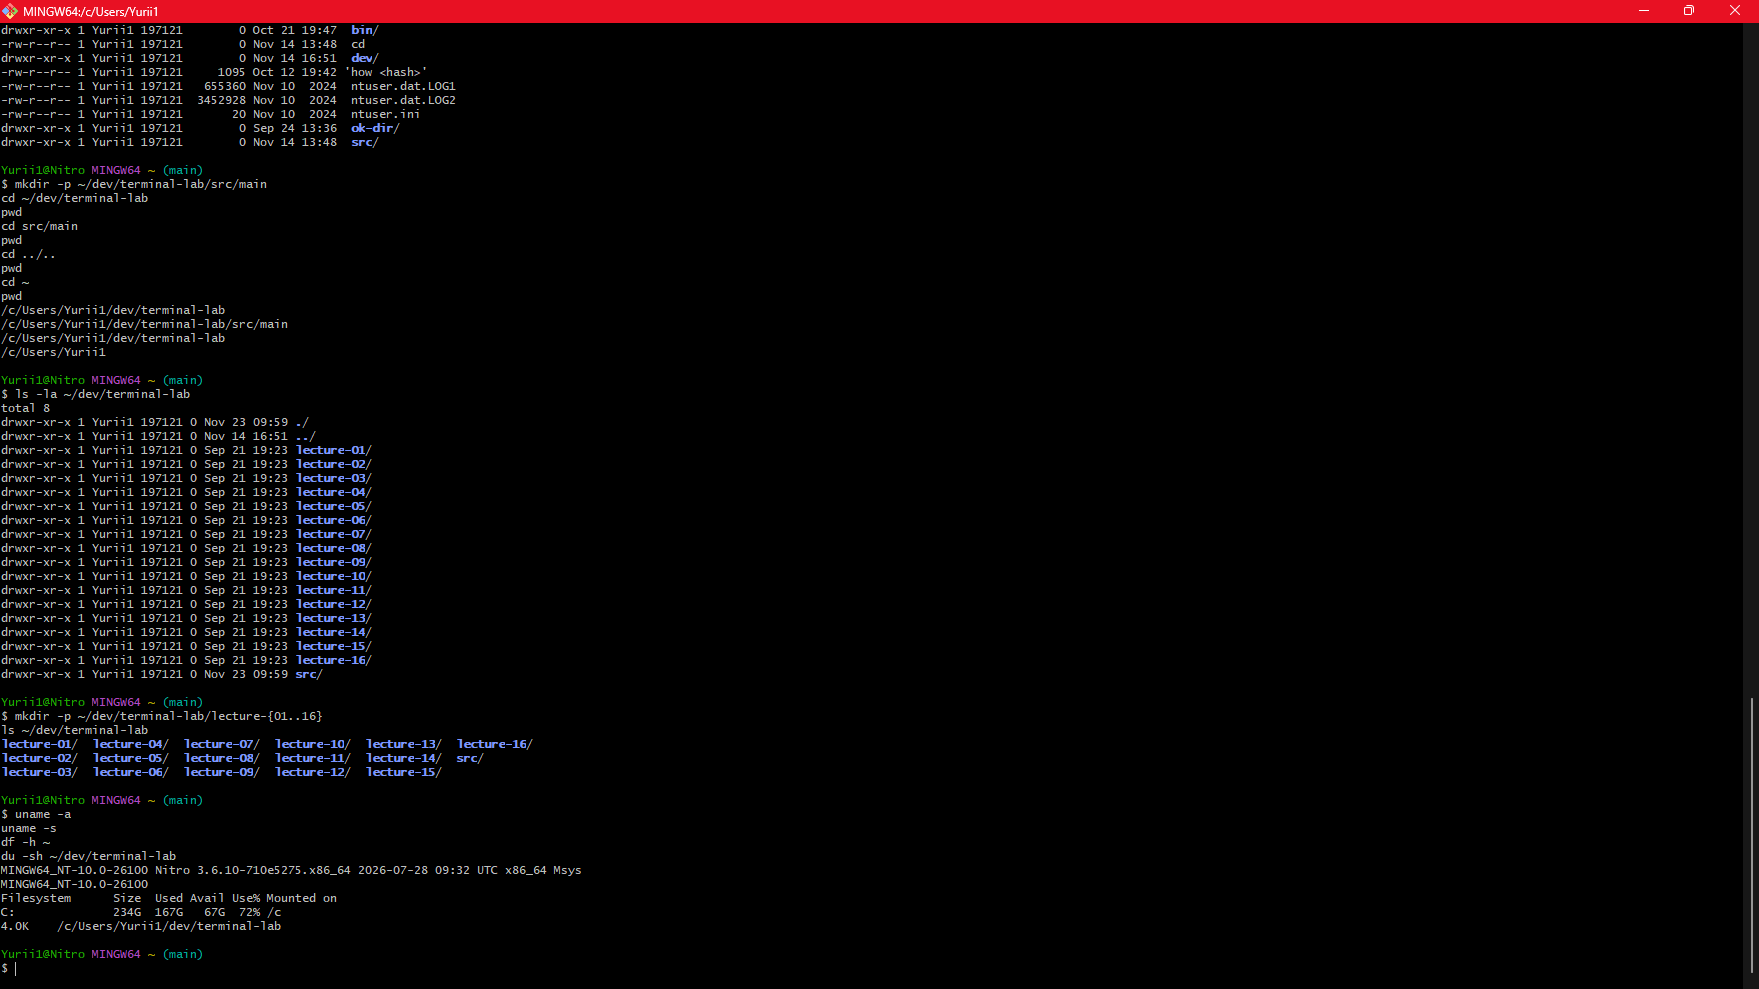 MINGW64:/c/Users/Yurii1
drwxr-xr-x 1 Yurii1 197121        0 Oct 21 19:47  bin/
-rw-r--r-- 1 Yurii1 197121        0 Nov 14 13:48  cd
drwxr-xr-x 1 Yurii1 197121        0 Nov 14 16:51  dev/
-rw-r--r-- 1 Yurii1 197121     1095 Oct 12 19:42 'how <hash>'
-rw-r--r-- 1 Yurii1 197121   655360 Nov 10  2024  ntuser.dat.LOG1
-rw-r--r-- 1 Yurii1 197121  3452928 Nov 10  2024  ntuser.dat.LOG2
-rw-r--r-- 1 Yurii1 197121       20 Nov 10  2024  ntuser.ini
drwxr-xr-x 1 Yurii1 197121        0 Sep 24 13:36  ok-dir/
drwxr-xr-x 1 Yurii1 197121        0 Nov 14 13:48  src/
Yurii1@Nitro MINGW64 ~ (main)
$ mkdir -p ~/dev/terminal-lab/src/main
cd ~/dev/terminal-lab
pwd
cd src/main
pwd
cd ../..
pwd
cd ~
pwd
/c/Users/Yurii1/dev/terminal-lab
/c/Users/Yurii1/dev/terminal-lab/src/main
/c/Users/Yurii1/dev/terminal-lab
/c/Users/Yurii1
Yurii1@Nitro MINGW64 ~ (main)
$ ls -la ~/dev/terminal-lab
total 8
drwxr-xr-x 1 Yurii1 197121 0 Nov 23 09:59 ./
drwxr-xr-x 1 Yurii1 197121 0 Nov 14 16:51 ../
drwxr-xr-x 1 Yurii1 197121 0 Sep 21 19:23 lecture-01/
drwxr-xr-x 1 Yurii1 197121 0 Sep 21 19:23 lecture-02/
drwxr-xr-x 1 Yurii1 197121 0 Sep 21 19:23 lecture-03/
drwxr-xr-x 1 Yurii1 197121 0 Sep 21 19:23 lecture-04/
drwxr-xr-x 1 Yurii1 197121 0 Sep 21 19:23 lecture-05/
drwxr-xr-x 1 Yurii1 197121 0 Sep 21 19:23 lecture-06/
drwxr-xr-x 1 Yurii1 197121 0 Sep 21 19:23 lecture-07/
drwxr-xr-x 1 Yurii1 197121 0 Sep 21 19:23 lecture-08/
drwxr-xr-x 1 Yurii1 197121 0 Sep 21 19:23 lecture-09/
drwxr-xr-x 1 Yurii1 197121 0 Sep 21 19:23 lecture-10/
drwxr-xr-x 1 Yurii1 197121 0 Sep 21 19:23 lecture-11/
drwxr-xr-x 1 Yurii1 197121 0 Sep 21 19:23 lecture-12/
drwxr-xr-x 1 Yurii1 197121 0 Sep 21 19:23 lecture-13/
drwxr-xr-x 1 Yurii1 197121 0 Sep 21 19:23 lecture-14/
drwxr-xr-x 1 Yurii1 197121 0 Sep 21 19:23 lecture-15/
drwxr-xr-x 1 Yurii1 197121 0 Sep 21 19:23 lecture-16/
drwxr-xr-x 1 Yurii1 197121 0 Nov 23 09:59 src/
Yurii1@Nitro MINGW64 ~ (main)
$ mkdir -p ~/dev/terminal-lab/lecture-{01..16}
ls ~/dev/terminal-lab
lecture-01/  lecture-04/  lecture-07/  lecture-10/  lecture-13/  lecture-16/
lecture-02/  lecture-05/  lecture-08/  lecture-11/  lecture-14/  src/
lecture-03/  lecture-06/  lecture-09/  lecture-12/  lecture-15/
Yurii1@Nitro MINGW64 ~ (main)
$ uname -a
uname -s
df -h ~
du -sh ~/dev/terminal-lab
MINGW64_NT-10.0-26100 Nitro 3.6.10-710e5275.x86_64 2026-07-28 09:32 UTC x86_64 Msys
MINGW64_NT-10.0-26100
Filesystem      Size  Used Avail Use% Mounted on
C:              234G  167G   67G  72% /c
4.0K    /c/Users/Yurii1/dev/terminal-lab
Yurii1@Nitro MINGW64 ~ (main)
$